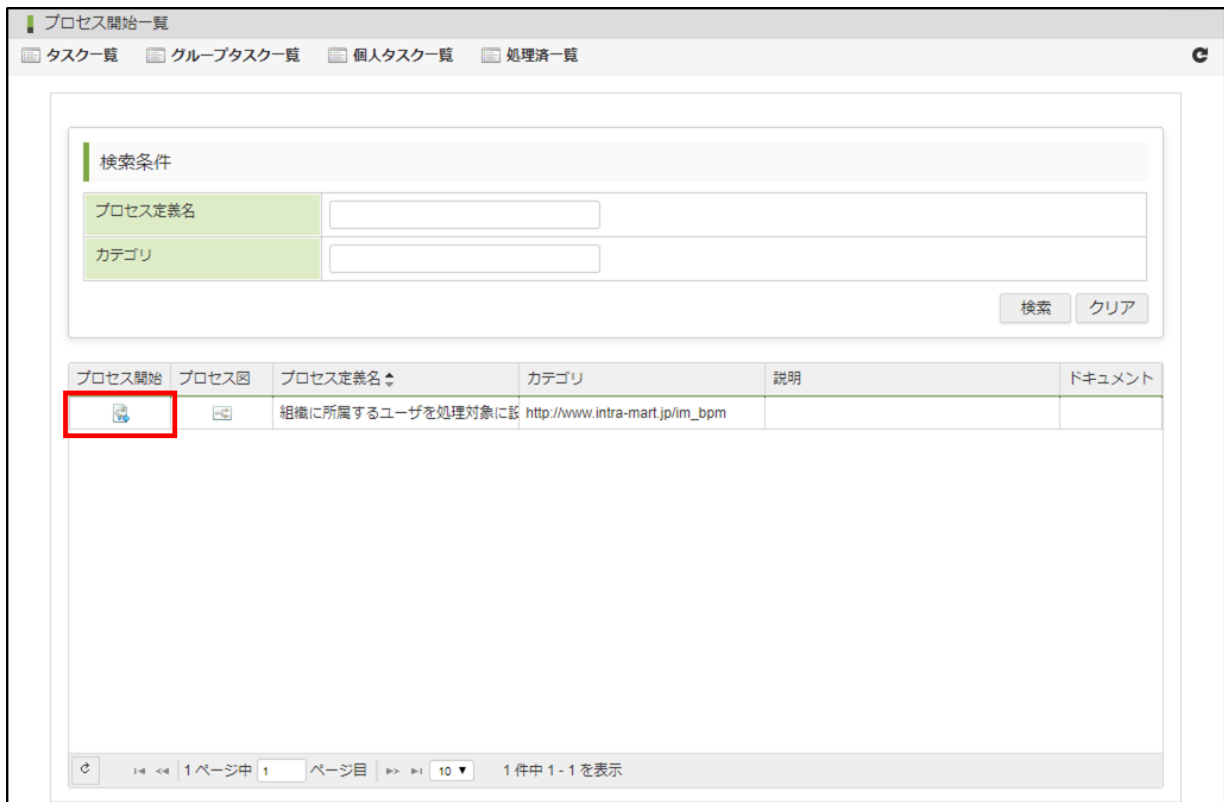 プロセス開始一覧
タスク一覧 グループタスク一覧 個人タスク一覧 処理済一覧
検索条件
プロセス定義名
カテゴリ
検索 クリア
プロセス開始 プロセス図 プロセス定義名 カテゴリ 説明 ドキュメント
組織に所属するユーザを処理対象に設 http://www.intra-mart.jp/im_bpm
1 ページ中 1 ページ目 10 1 件中 1 - 1 を表示